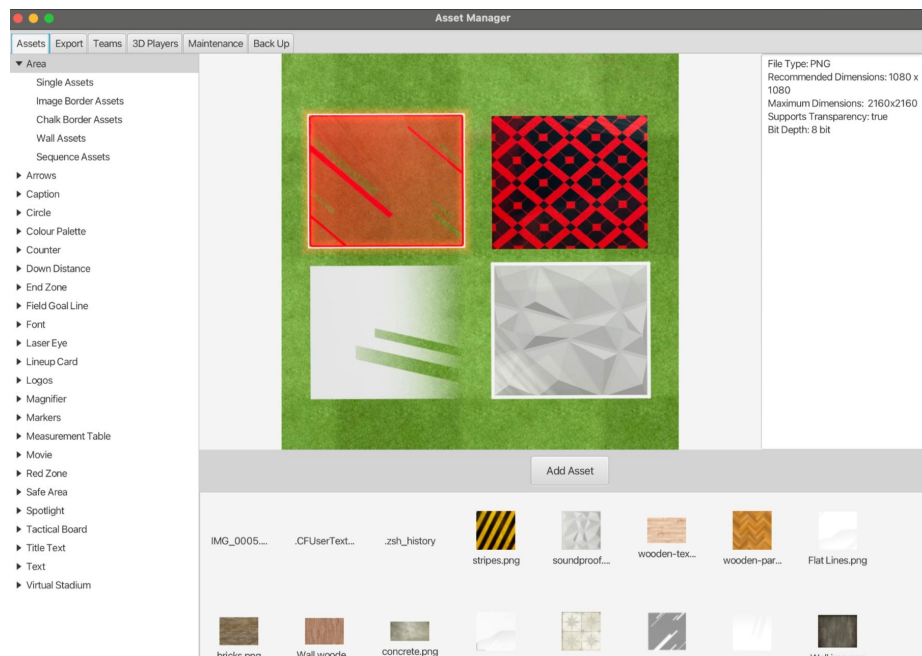 Asset Manager
Assets Export Teams 3D Players Maintenance Back Up
Area
Single Assets
Image Border Assets
Chalk Border Assets
Wall Assets
Sequence Assets
Arrows
Caption
Circle
Colour Palette
Counter
Down Distance
End Zone
Field Goal Line
Font
Laser Eye
Lineup Card
Logos
Magnifier
Markers
Measurement Table
Movie
Red Zone
Safe Area
Spotlight
Tactical Board
Title Text
Text
Virtual Stadium
File Type: PNG
Recommended Dimensions: 1080 x
1080
Maximum Dimensions: 2160x2160
Supports Transparency: true
Bit Depth: 8 bit
Add Asset
IMG_0005.... .CFUserText... .zsh_history stripes.png soundproof.... wooden-tex... wooden-par... Flat Lines.png
bricks.png Wall woode... concrete.png